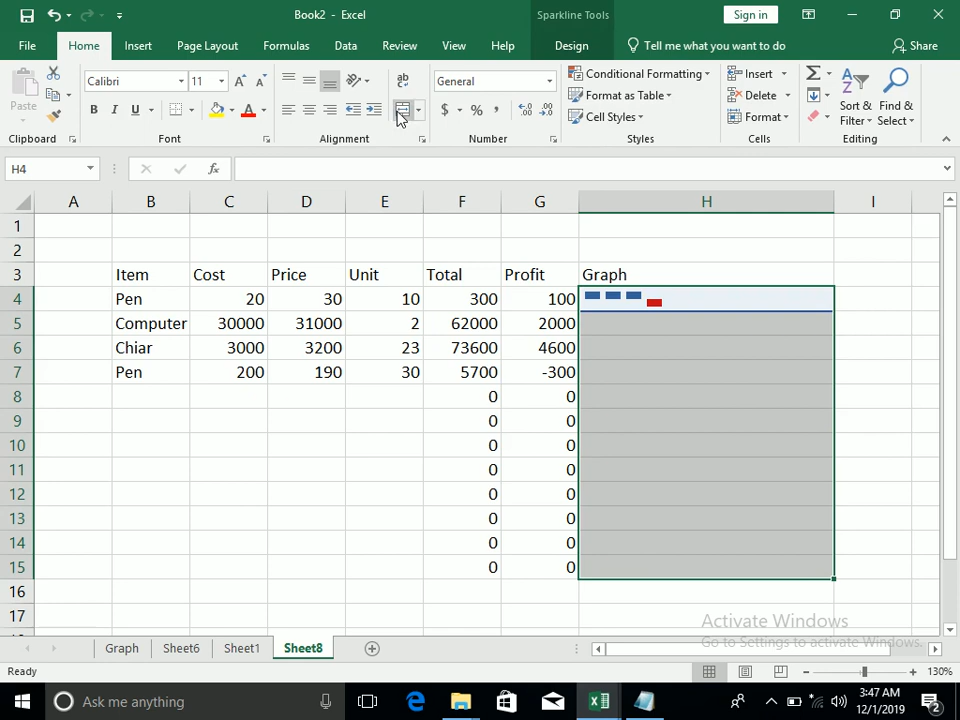 Book2 - Excel
Sparkline Tools
Sign in
File
Home
Insert
Page Layout
Formulas
Data
Review
View
Help
Design
Tell me what you want to do
Share
Paste
Calibri
11
General
Conditional Formatting
Format as Table
Cell Styles
Insert
Delete
Format
Sort &
Filter
Find &
Select
Clipboard
Font
Alignment
Number
Styles
Cells
Editing
H4
fx
A B C D E F G H I
1
2
3 Item Cost Price Unit Total Profit Graph
4 Pen 20 30 10 300 100
5 Computer 30000 31000 2 62000 2000
6 Chiar 3000 3200 23 73600 4600
7 Pen 200 190 30 5700 -300
8 0 0
9 0 0
10 0 0
11 0 0
12 0 0
13 0 0
14 0 0
15 0 0
16
17
Activate Windows
Go to Settings to activate Windows.
Graph
Sheet6
Sheet1
Sheet8
Ready
130%
Ask me anything
3:47 AM
12/1/2019
2